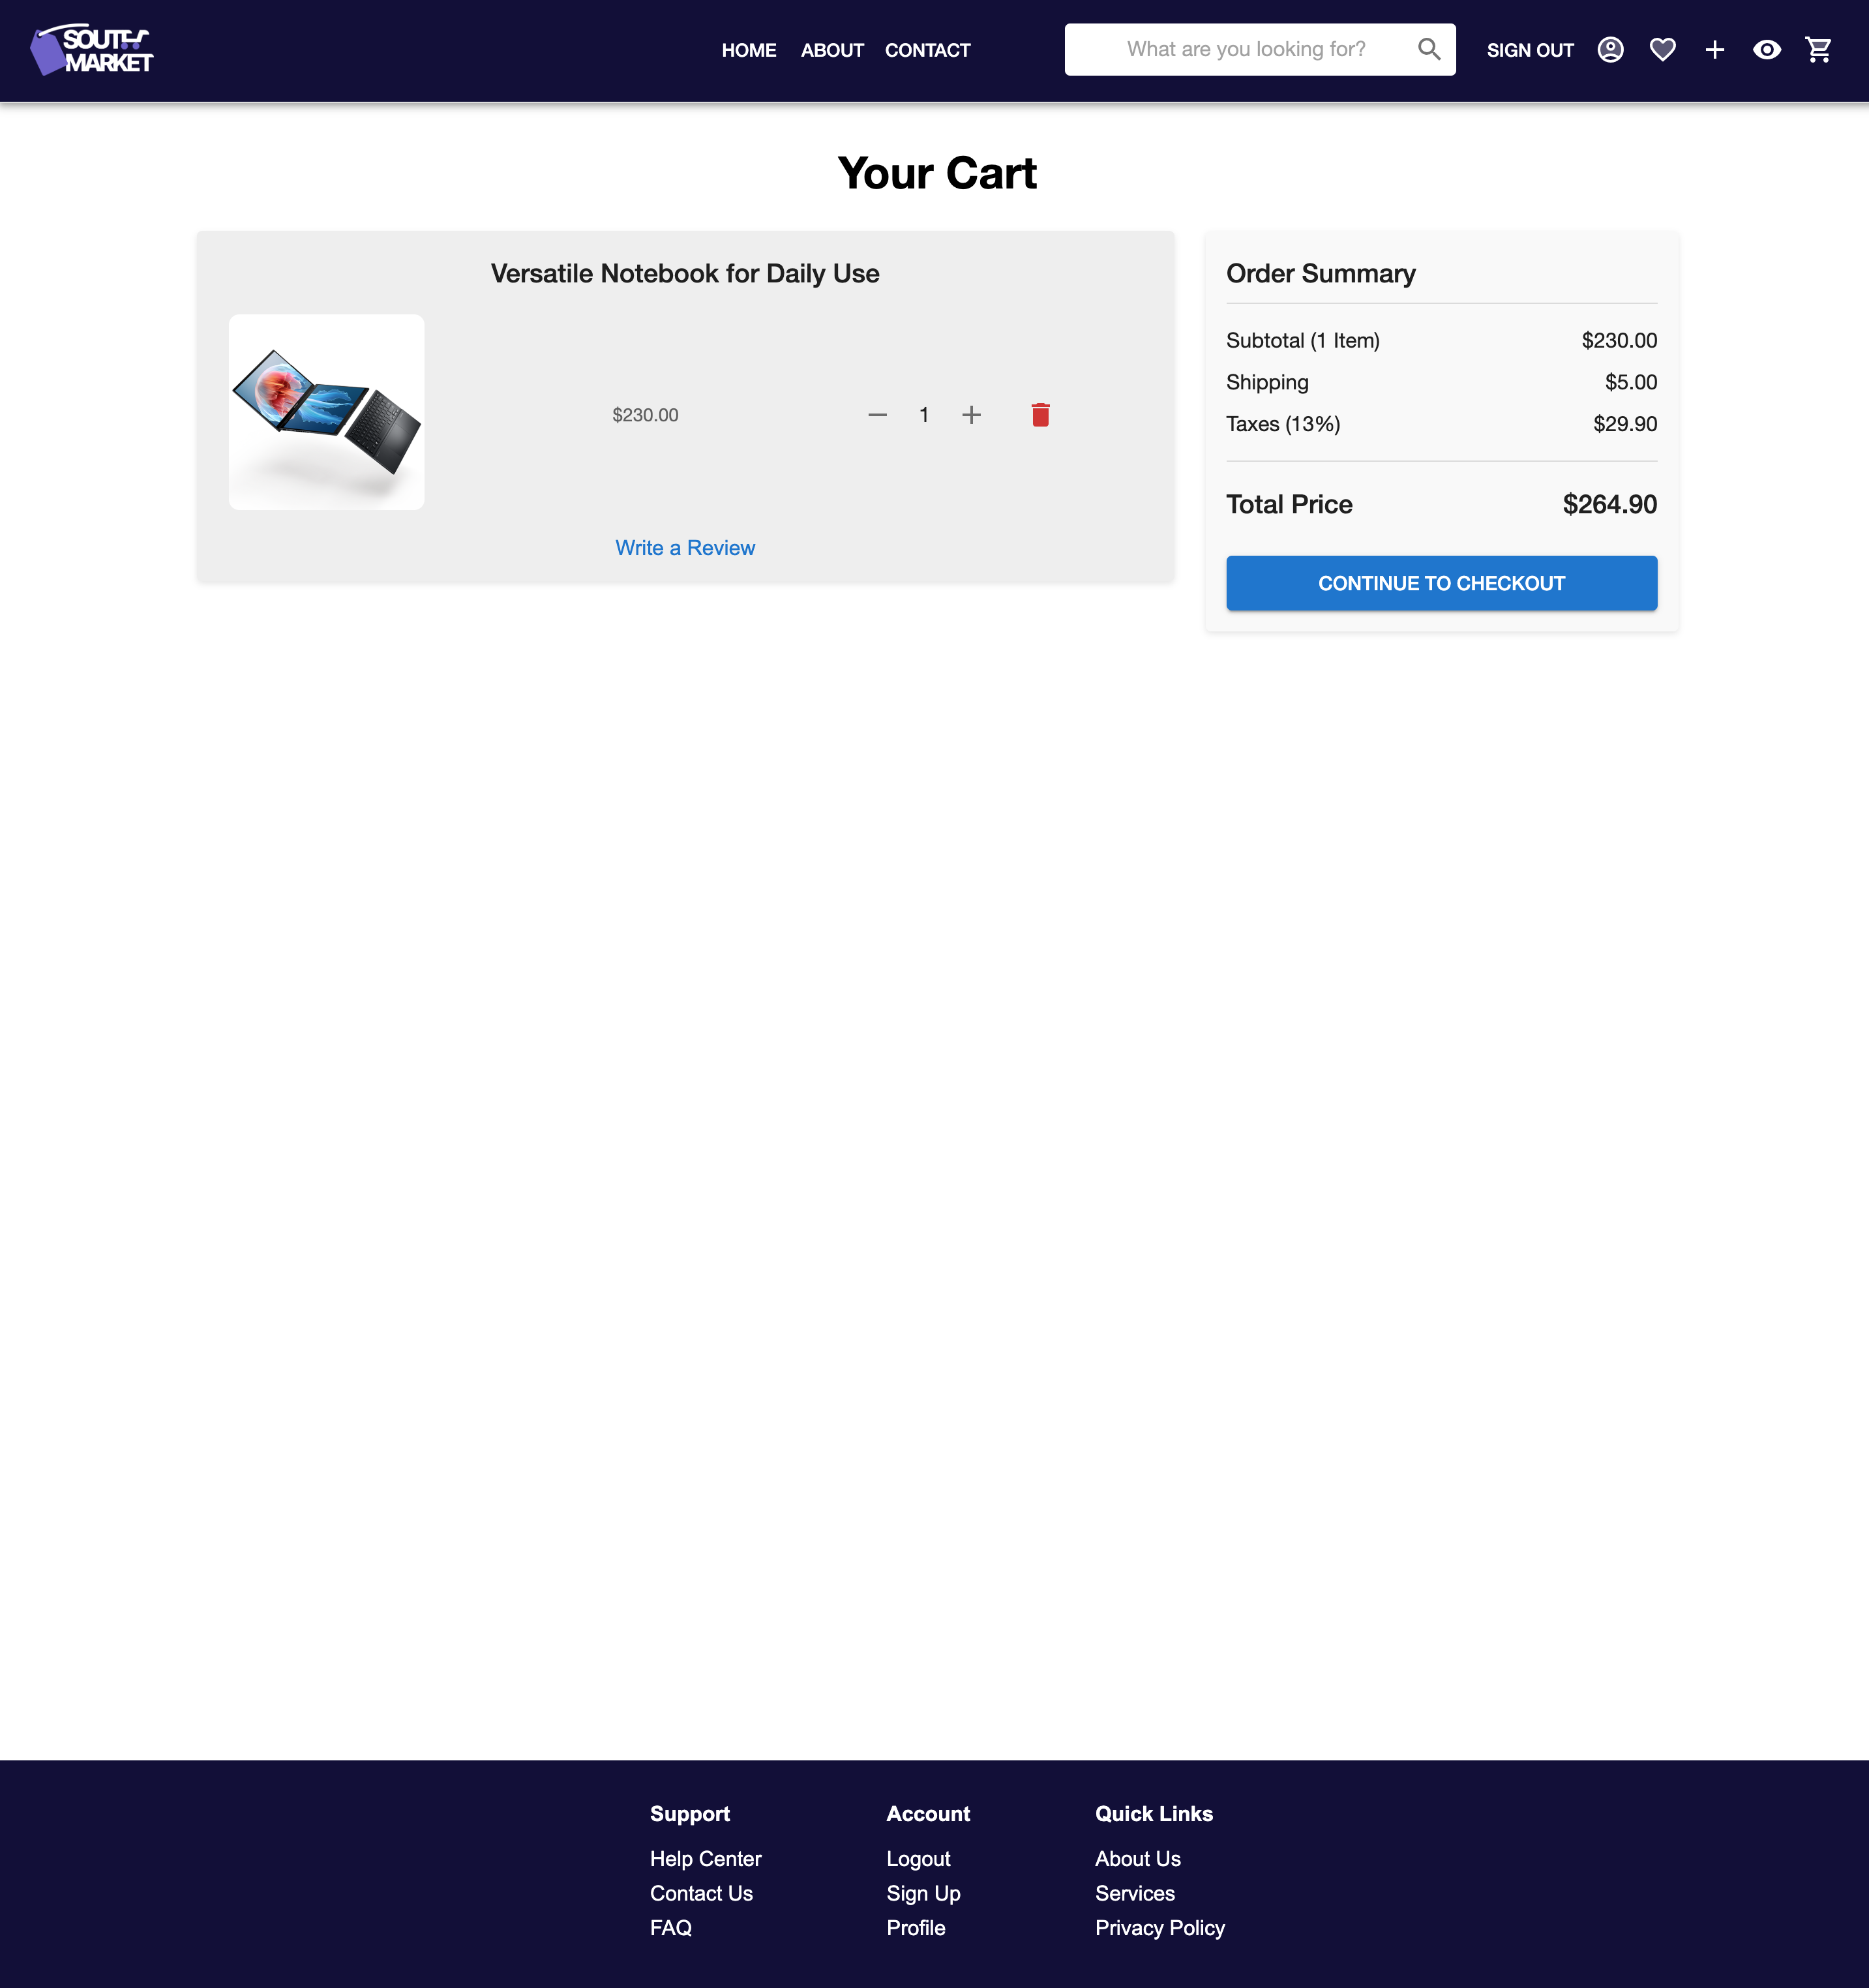 SOUTH
MARKET
HOME ABOUT CONTACT
What are you looking for?
SIGN OUT
Your Cart
Versatile Notebook for Daily Use
$230.00
1
Write a Review
Order Summary
Subtotal (1 Item) $230.00
Shipping $5.00
Taxes (13%) $29.90
Total Price $264.90
CONTINUE TO CHECKOUT
Support
Help Center
Contact Us
FAQ
Account
Logout
Sign Up
Profile
Quick Links
About Us
Services
Privacy Policy